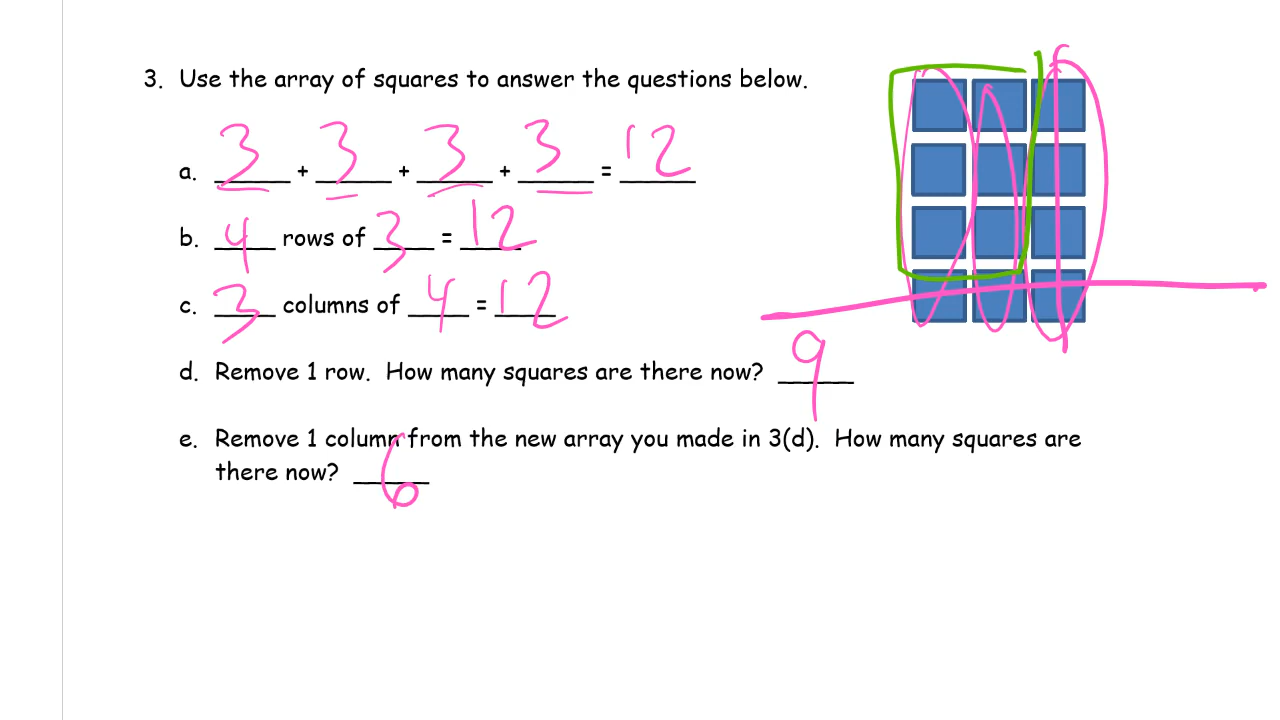 3. Use the array of squares to answer the questions below.
a. 3 + 3 + 3 + 3 = 12
b. 4 rows of 3 = 12
c. 3 columns of 4 = 12
d. Remove 1 row. How many squares are there now? 9
e. Remove 1 column from the new array you made in 3(d). How many squares are
there now? 6